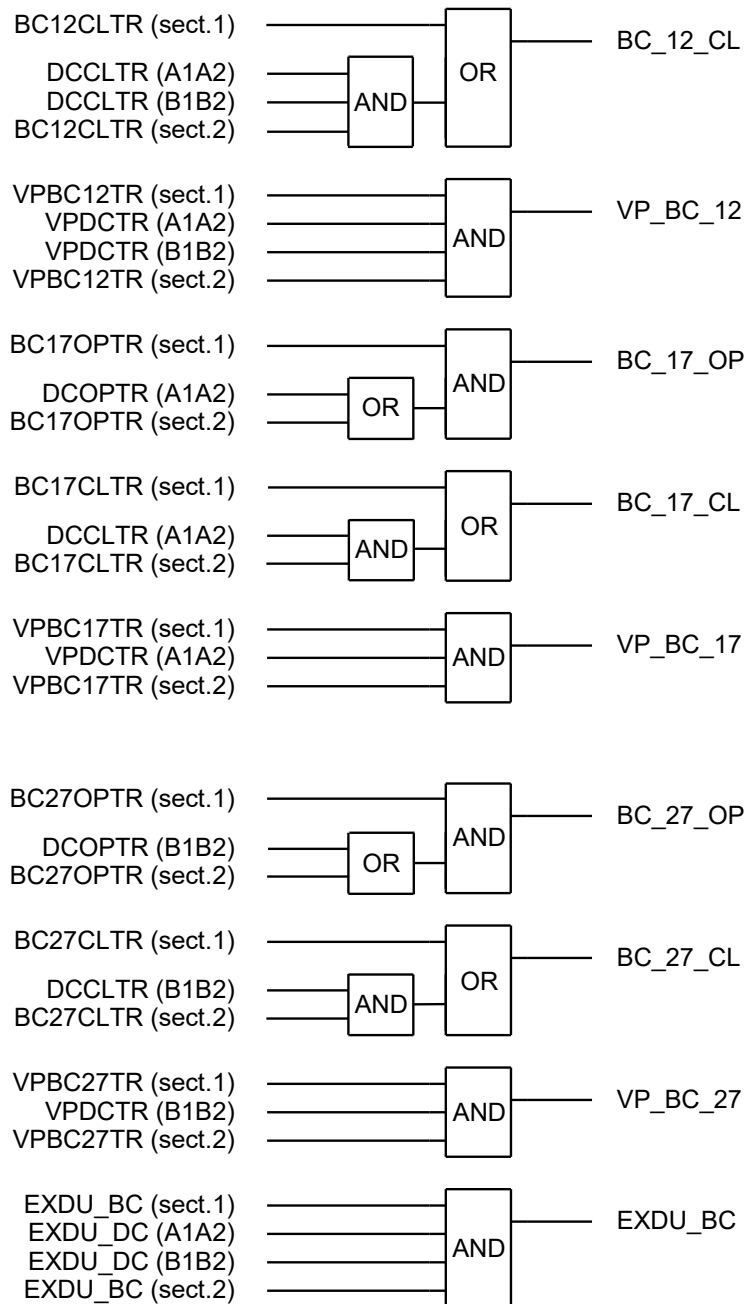 BC12CLTR (sect.1)
BC_12_CL
OR
DCCLTR (A1A2)
DCCLTR (B1B2)
AND
BC12CLTR (sect.2)
VPBC12TR (sect.1)
VP_BC_12
VPDCTR (A1A2)
AND
VPDCTR (B1B2)
VPBC12TR (sect.2)
BC17OPTR (sect.1)
BC_17_OP
AND
DCOPTR (A1A2)
OR
BC17OPTR (sect.2)
BC17CLTR (sect.1)
BC_17_CL
OR
DCCLTR (A1A2)
AND
BC17CLTR (sect.2)
VPBC17TR (sect.1)
VP_BC_17
VPDCTR (A1A2)
AND
VPBC17TR (sect.2)
BC27OPTR (sect.1)
BC_27_OP
AND
DCOPTR (B1B2)
OR
BC27OPTR (sect.2)
BC27CLTR (sect.1)
BC_27_CL
OR
DCCLTR (B1B2)
AND
BC27CLTR (sect.2)
VPBC27TR (sect.1)
VP_BC_27
VPDCTR (B1B2)
AND
VPBC27TR (sect.2)
EXDU_BC (sect.1)
EXDU_BC
EXDU_DC (A1A2)
AND
EXDU_DC (B1B2)
EXDU_BC (sect.2)